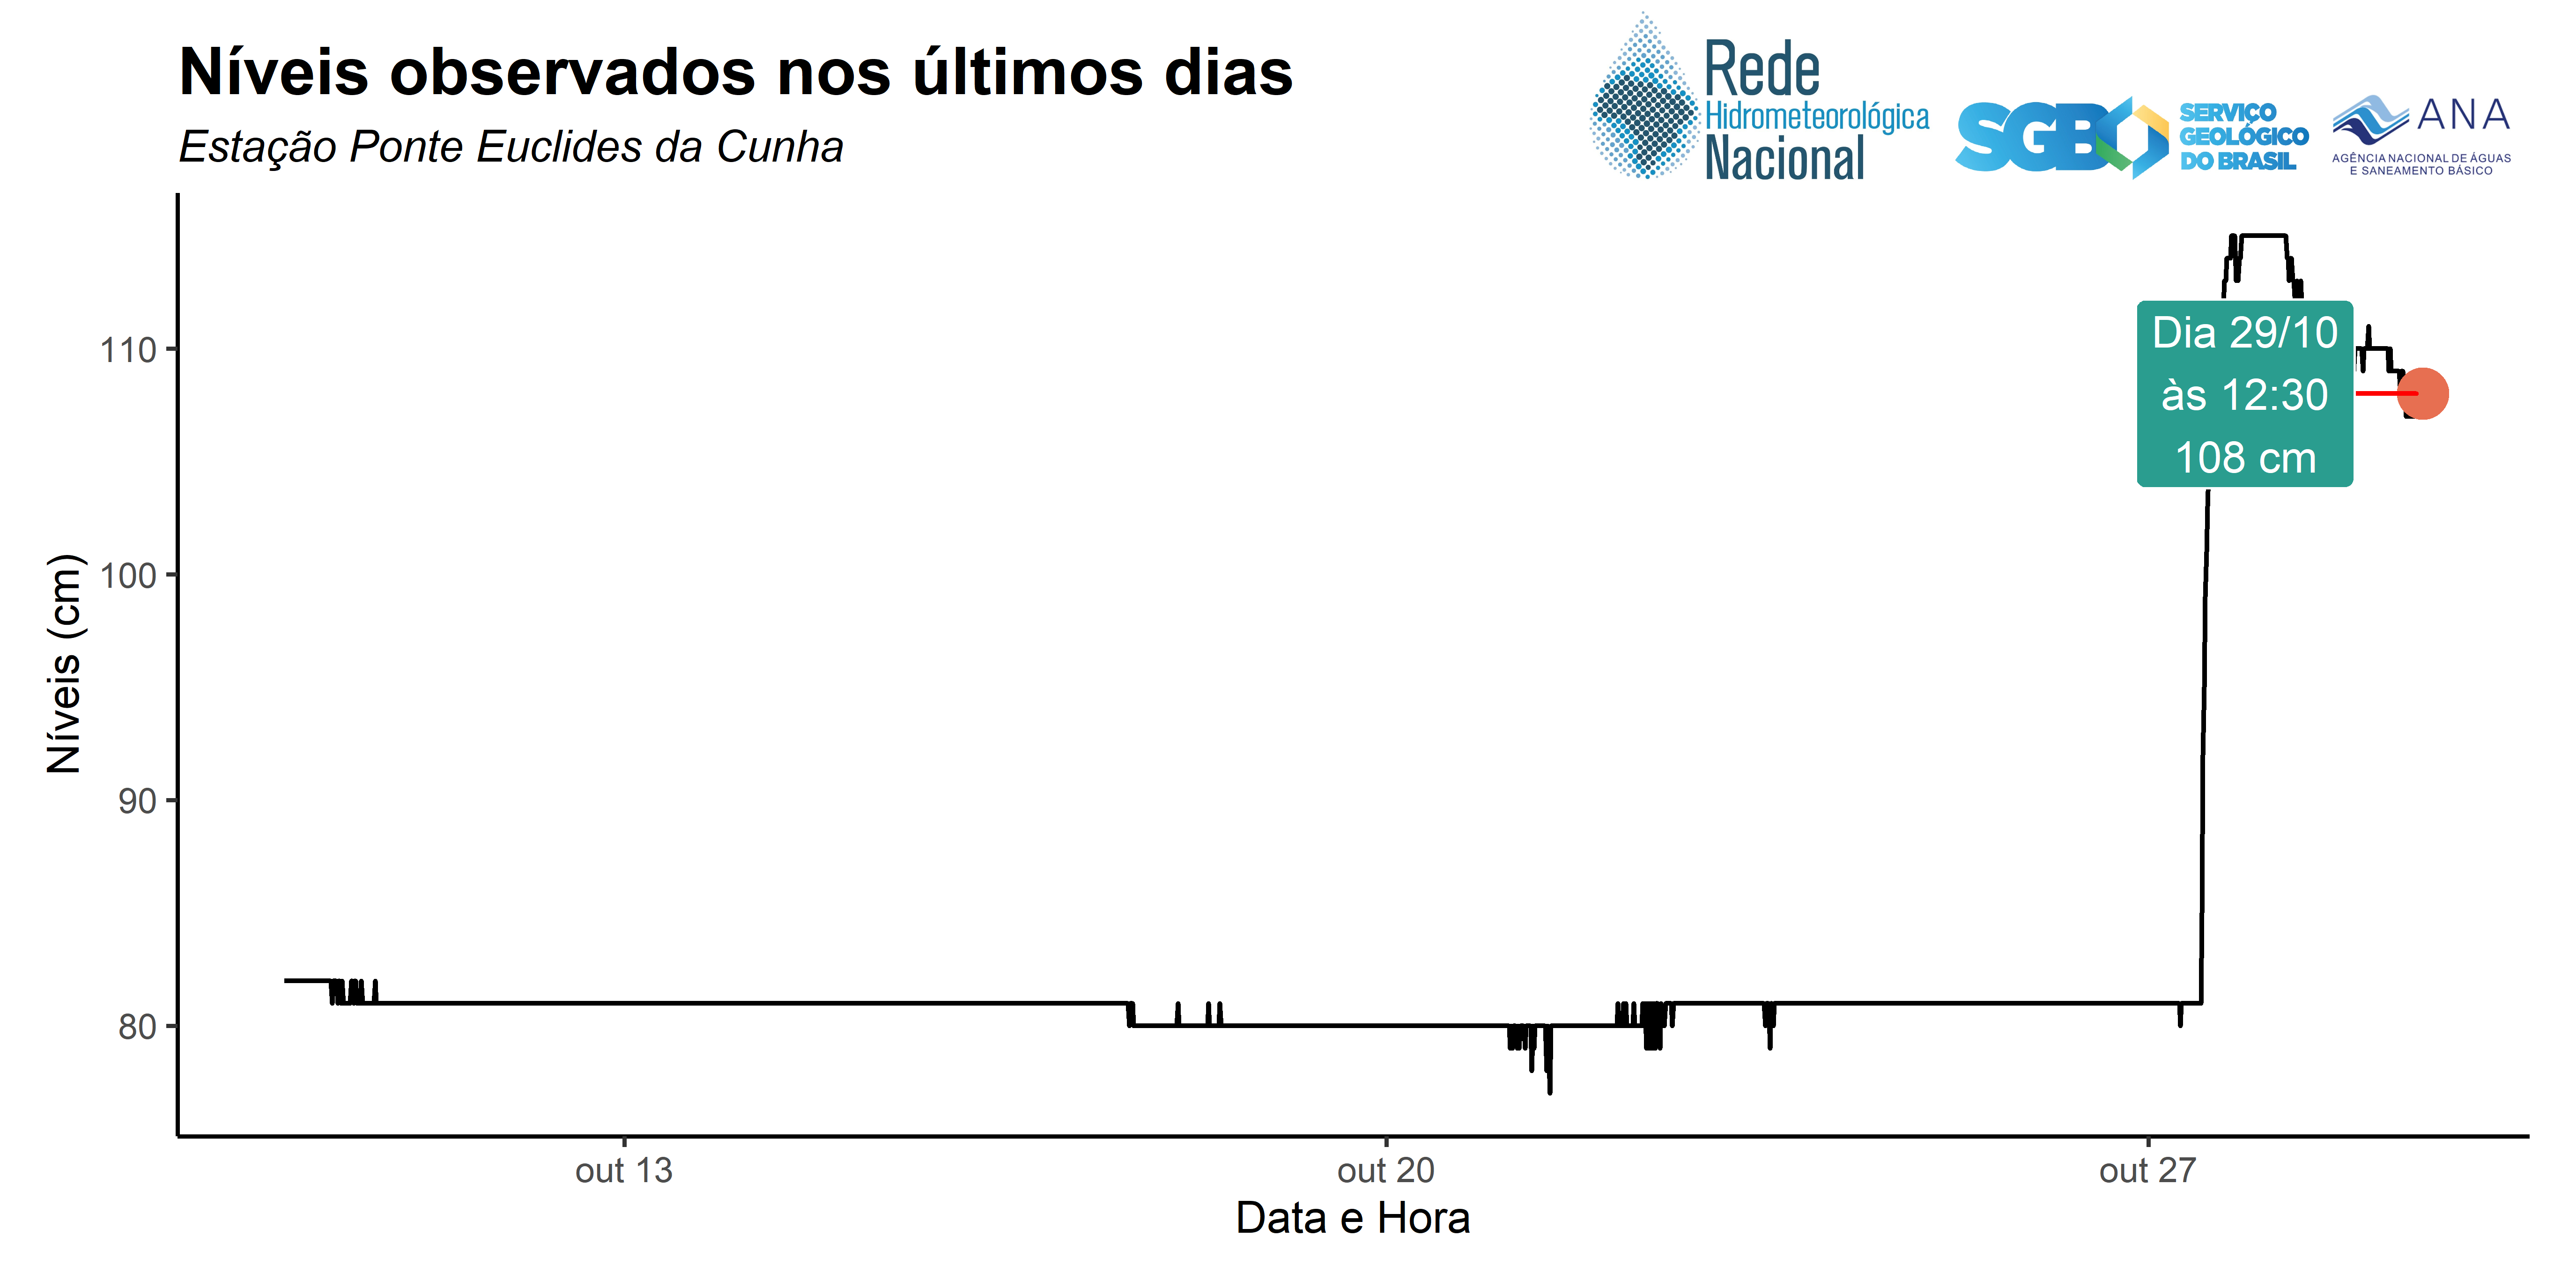 Níveis observados nos últimos dias
Estação Ponte Euclides da Cunha
Rede
Hidrometeorológica
Nacional
SGB
SERVIÇO
GEOLÓGICO
DO BRASIL
ANA
AGÊNCIA NACIONAL DE ÁGUAS
E SANEAMENTO BÁSICO
Níveis (cm)
110
100
90
80
Dia 29/10
às 12:30
108 cm
out 13
out 20
out 27
Data e Hora